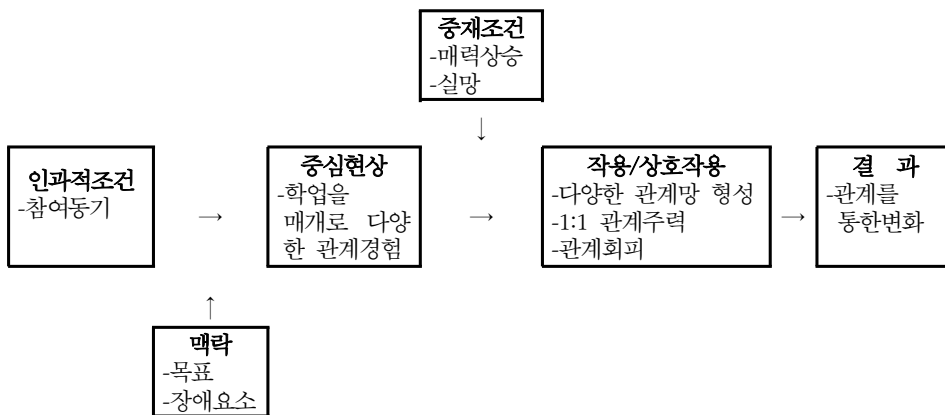 중재조건
-매력상승
-실망
↓
인과적조건
-참여동기
→
중심현상
-학업을
매개로 다양
한 관계경험
→
작용/상호작용
-다양한 관계망 형성
-1:1 관계주력
-관계회피
→
결 과
-관계를
통한변화
↑
맥락
-목표
-장애요소